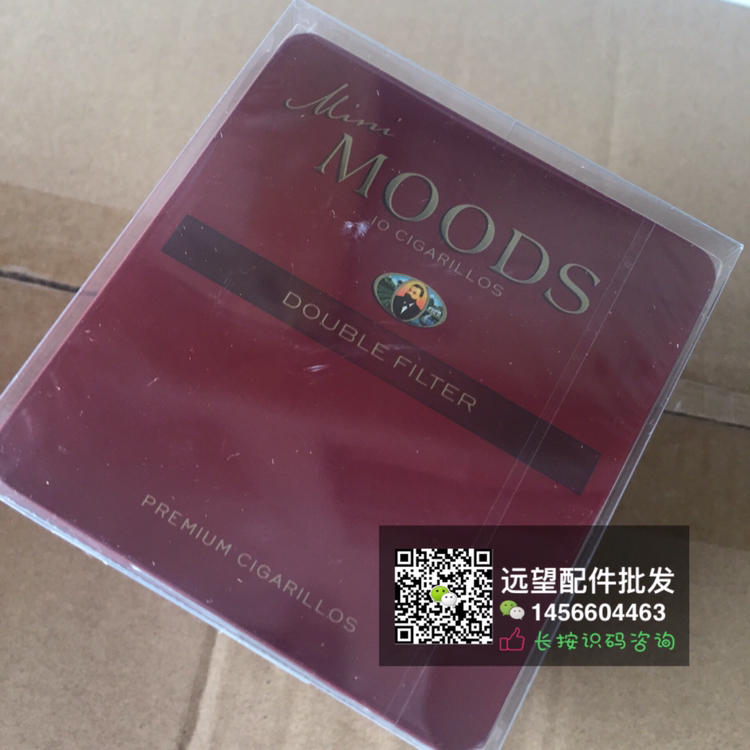 Mini
MOODS
10 CIGARILLOS
DOUBLE FILTER
PREMIUM CIGARILLOS
远望配件批发
1456604463
长按识码咨询